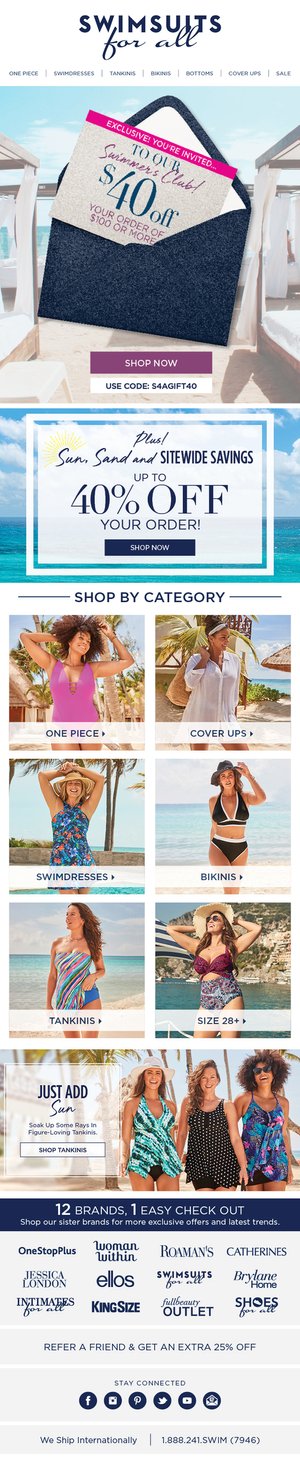 SWIMSUITS
for all
ONE PIECE | SWIMDRESSES | TANKINIS | BIKINIS | BOTTOMS | COVER UPS | SALE
EXCLUSIVE! YOU'RE INVITED...
TO OUR
Swimmer's Club!
$40 off
YOUR ORDER OF
$100 OR MORE
SHOP NOW
USE CODE: S4AGIFT40
Plus!
Sun, Sand and SITEWIDE SAVINGS
UP TO
40% OFF
YOUR ORDER!
SHOP NOW
SHOP BY CATEGORY
ONE PIECE
COVER UPS
SWIMDRESSES
BIKINIS
TANKINIS
SIZE 28+
JUST ADD
Sun
Soak Up Some Rays In
Figure-Loving Tankinis.
SHOP TANKINIS
12 BRANDS, 1 EASY CHECK OUT
Shop our sister brands for more exclusive offers and latest trends.
OneStopPlus
woman
within
ROAMAN'S
CATHERINES
JESSICA
LONDON
ellos
SWIMSUITS
for all
Brylane
Home
INTIMATES
for all
KINGSIZE
fullbeauty
OUTLET
SHOES
for all
REFER A FRIEND & GET AN EXTRA 25% OFF
STAY CONNECTED
We Ship Internationally | 1.888.241.SWIM (7946)